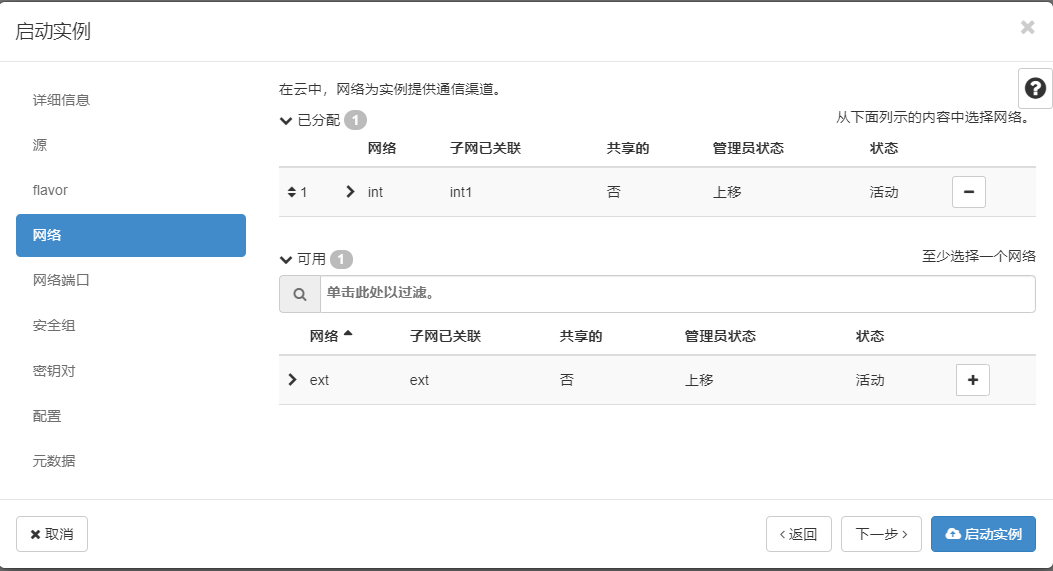 启动实例
×
详细信息
源
flavor
网络
网络端口
安全组
密钥对
配置
元数据
在云中，网络为实例提供通信渠道。
已分配 1
从下面列示的内容中选择网络。
网络 子网已关联 共享的 管理员状态 状态
1 int int1 否 上移 活动
可用 1
至少选择一个网络
单击此处以过滤。
网络 子网已关联 共享的 管理员状态 状态
ext ext 否 上移 活动
取消
返回
下一步
启动实例